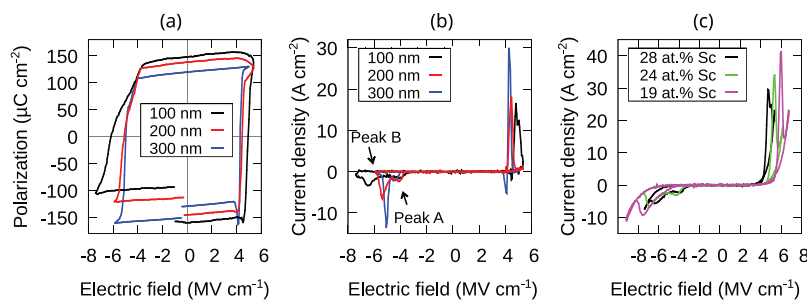 (a)
Polarization (μC cm⁻²)
150
100
50
0
-50
-100
-150
100 nm
200 nm
300 nm
-8 -6 -4 -2 0 2 4 6
Electric field (MV cm⁻¹)
(b)
Current density (A cm⁻²)
30
20
10
0
-10
100 nm
200 nm
300 nm
Peak B
Peak A
-8 -6 -4 -2 0 2 4 6
Electric field (MV cm⁻¹)
(c)
Current density (A cm⁻²)
40
30
20
10
0
-10
28 at.% Sc
24 at.% Sc
19 at.% Sc
-8 -6 -4 -2 0 2 4 6 8
Electric field (MV cm⁻¹)